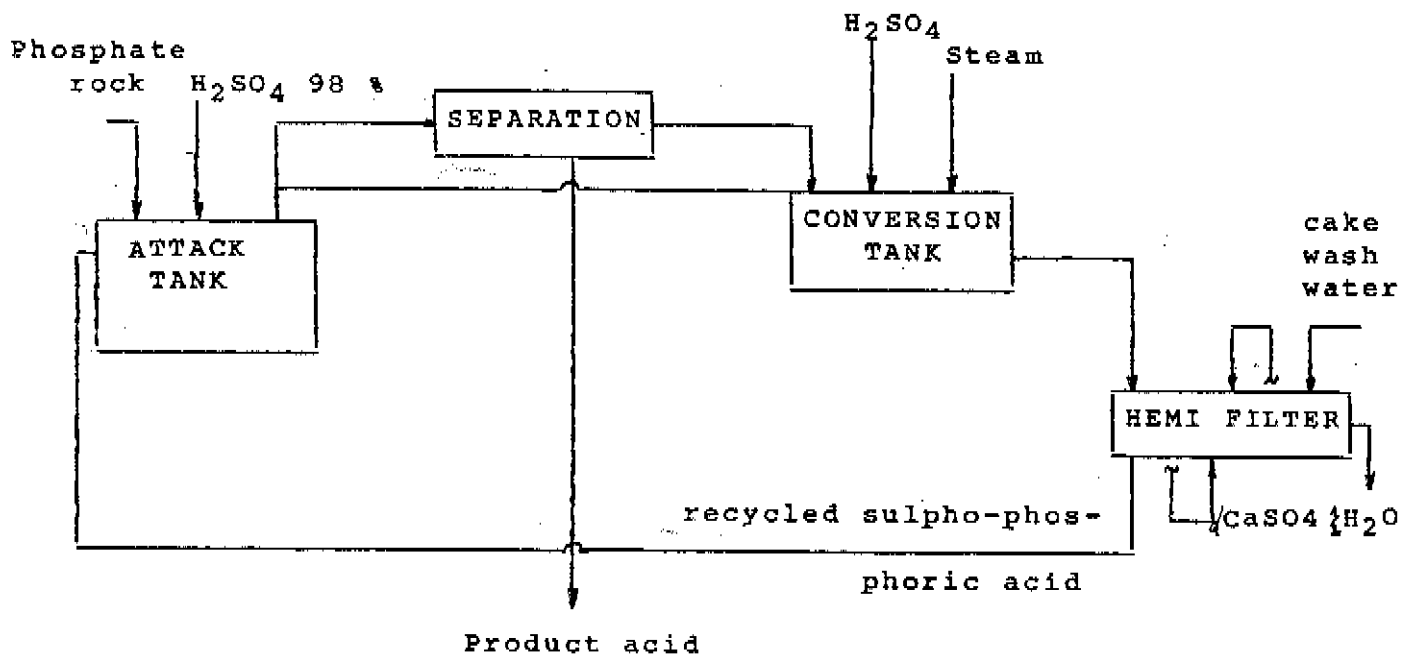 H2SO4
Steam
Phosphate
rock
H2SO4 98 %
SEPARATION
ATTACK
TANK
CONVERSION
TANK
cake
wash
water
HEMI FILTER
recycled sulpho-phos-
phoric acid
CaSO4 ½H2O
Product acid